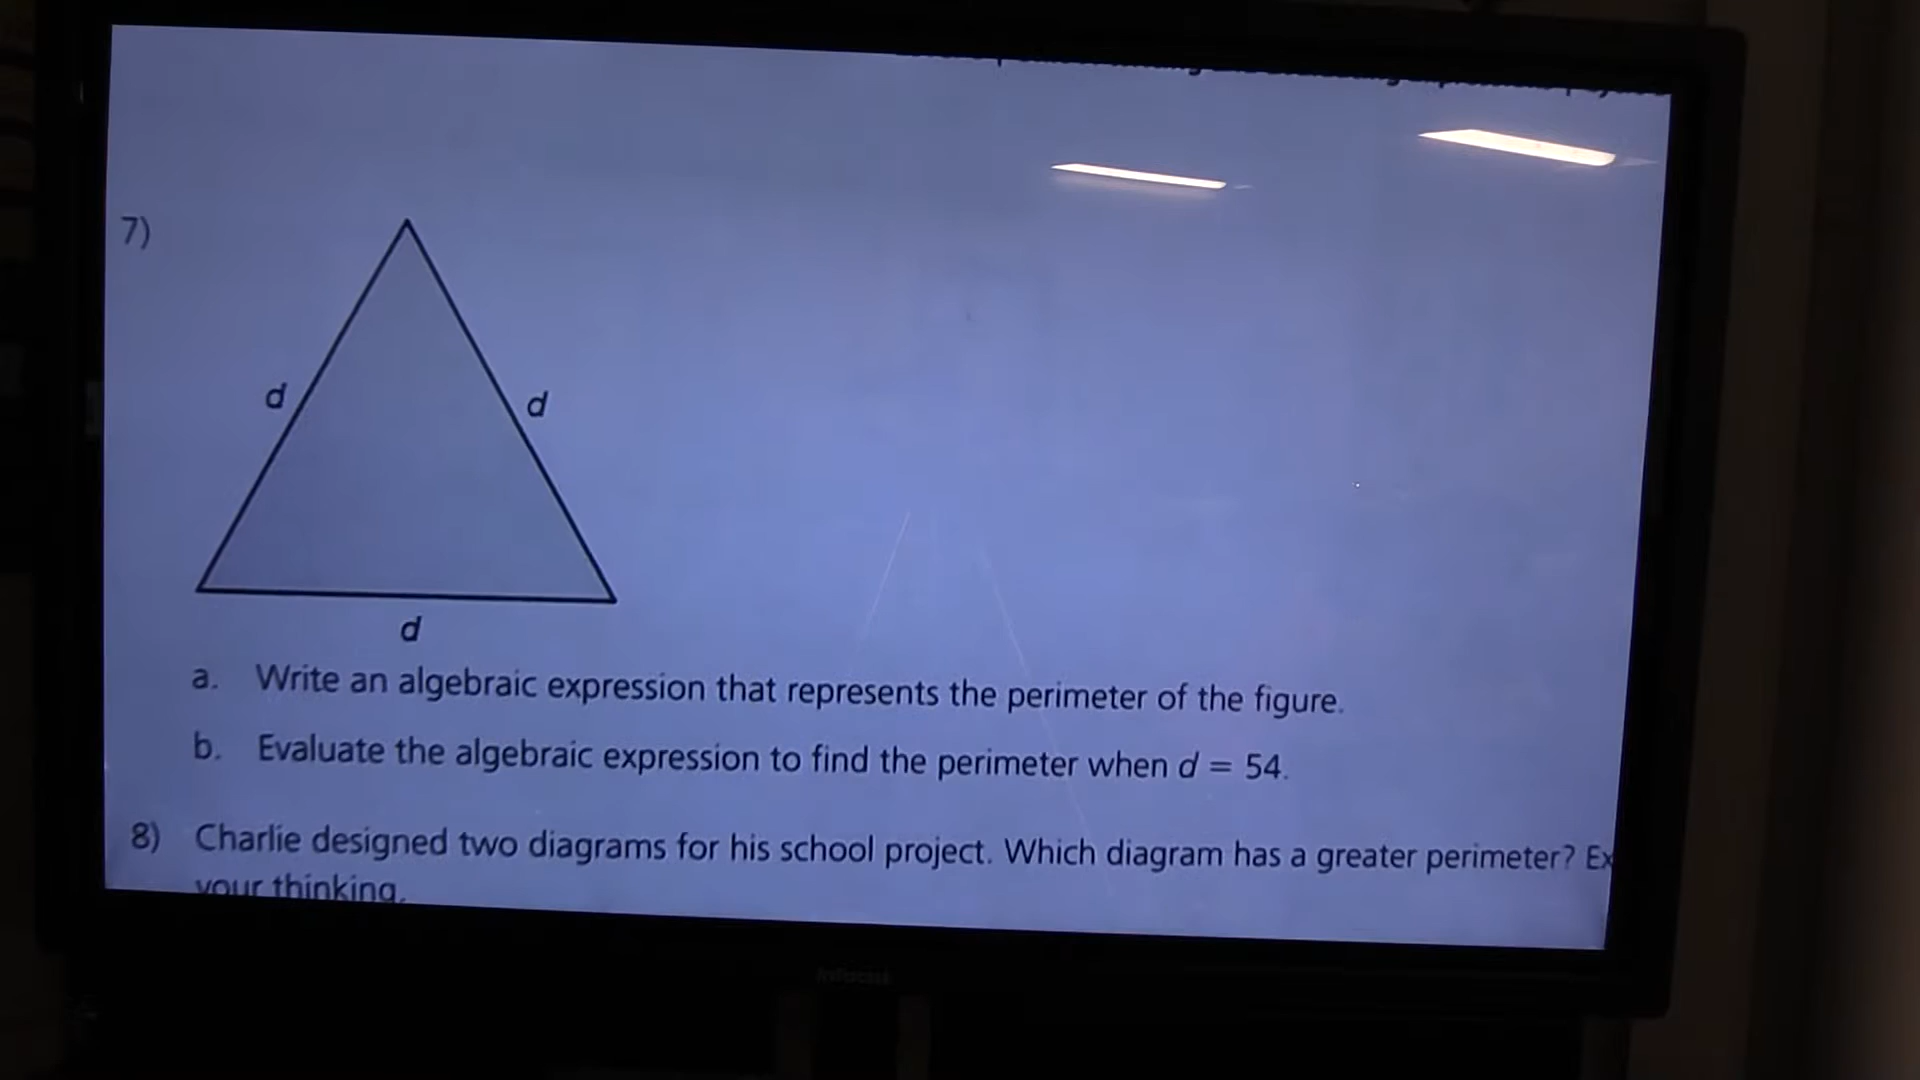 7)
d
d
d
a. Write an algebraic expression that represents the perimeter of the figure.
b. Evaluate the algebraic expression to find the perimeter when d = 54.
8) Charlie designed two diagrams for his school project. Which diagram has a greater perimeter? Ex
your thinking.